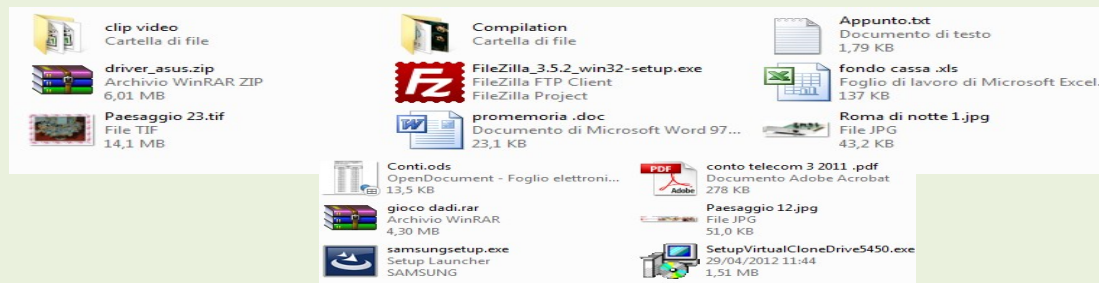 clip video
Cartella di file
Compilation
Cartella di file
Appunto.txt
Documento di testo
1,79 KB
driver_asus.zip
Archivio WinRAR ZIP
6,01 MB
FileZilla_3.5.2_win32-setup.exe
FileZilla FTP Client
FileZilla Project
fondo cassa .xls
Foglio di lavoro di Microsoft Excel.
137 KB
Paesaggio 23.tif
File TIF
14,1 MB
promemoria .doc
Documento di Microsoft Word 97...
23,1 KB
Roma di notte 1.jpg
File JPG
43,2 KB
Conti.ods
OpenDocument - Foglio elettroni...
13,5 KB
PDF
Adobe
conto telecom 3 2011 .pdf
Documento Adobe Acrobat
278 KB
gioco dadi.rar
Archivio WinRAR
4,30 MB
Paesaggio 12.jpg
File JPG
51,0 KB
samsungsetup.exe
Setup Launcher
SAMSUNG
SetupVirtualCloneDrive5450.exe
29/04/2012 11:44
1,51 MB